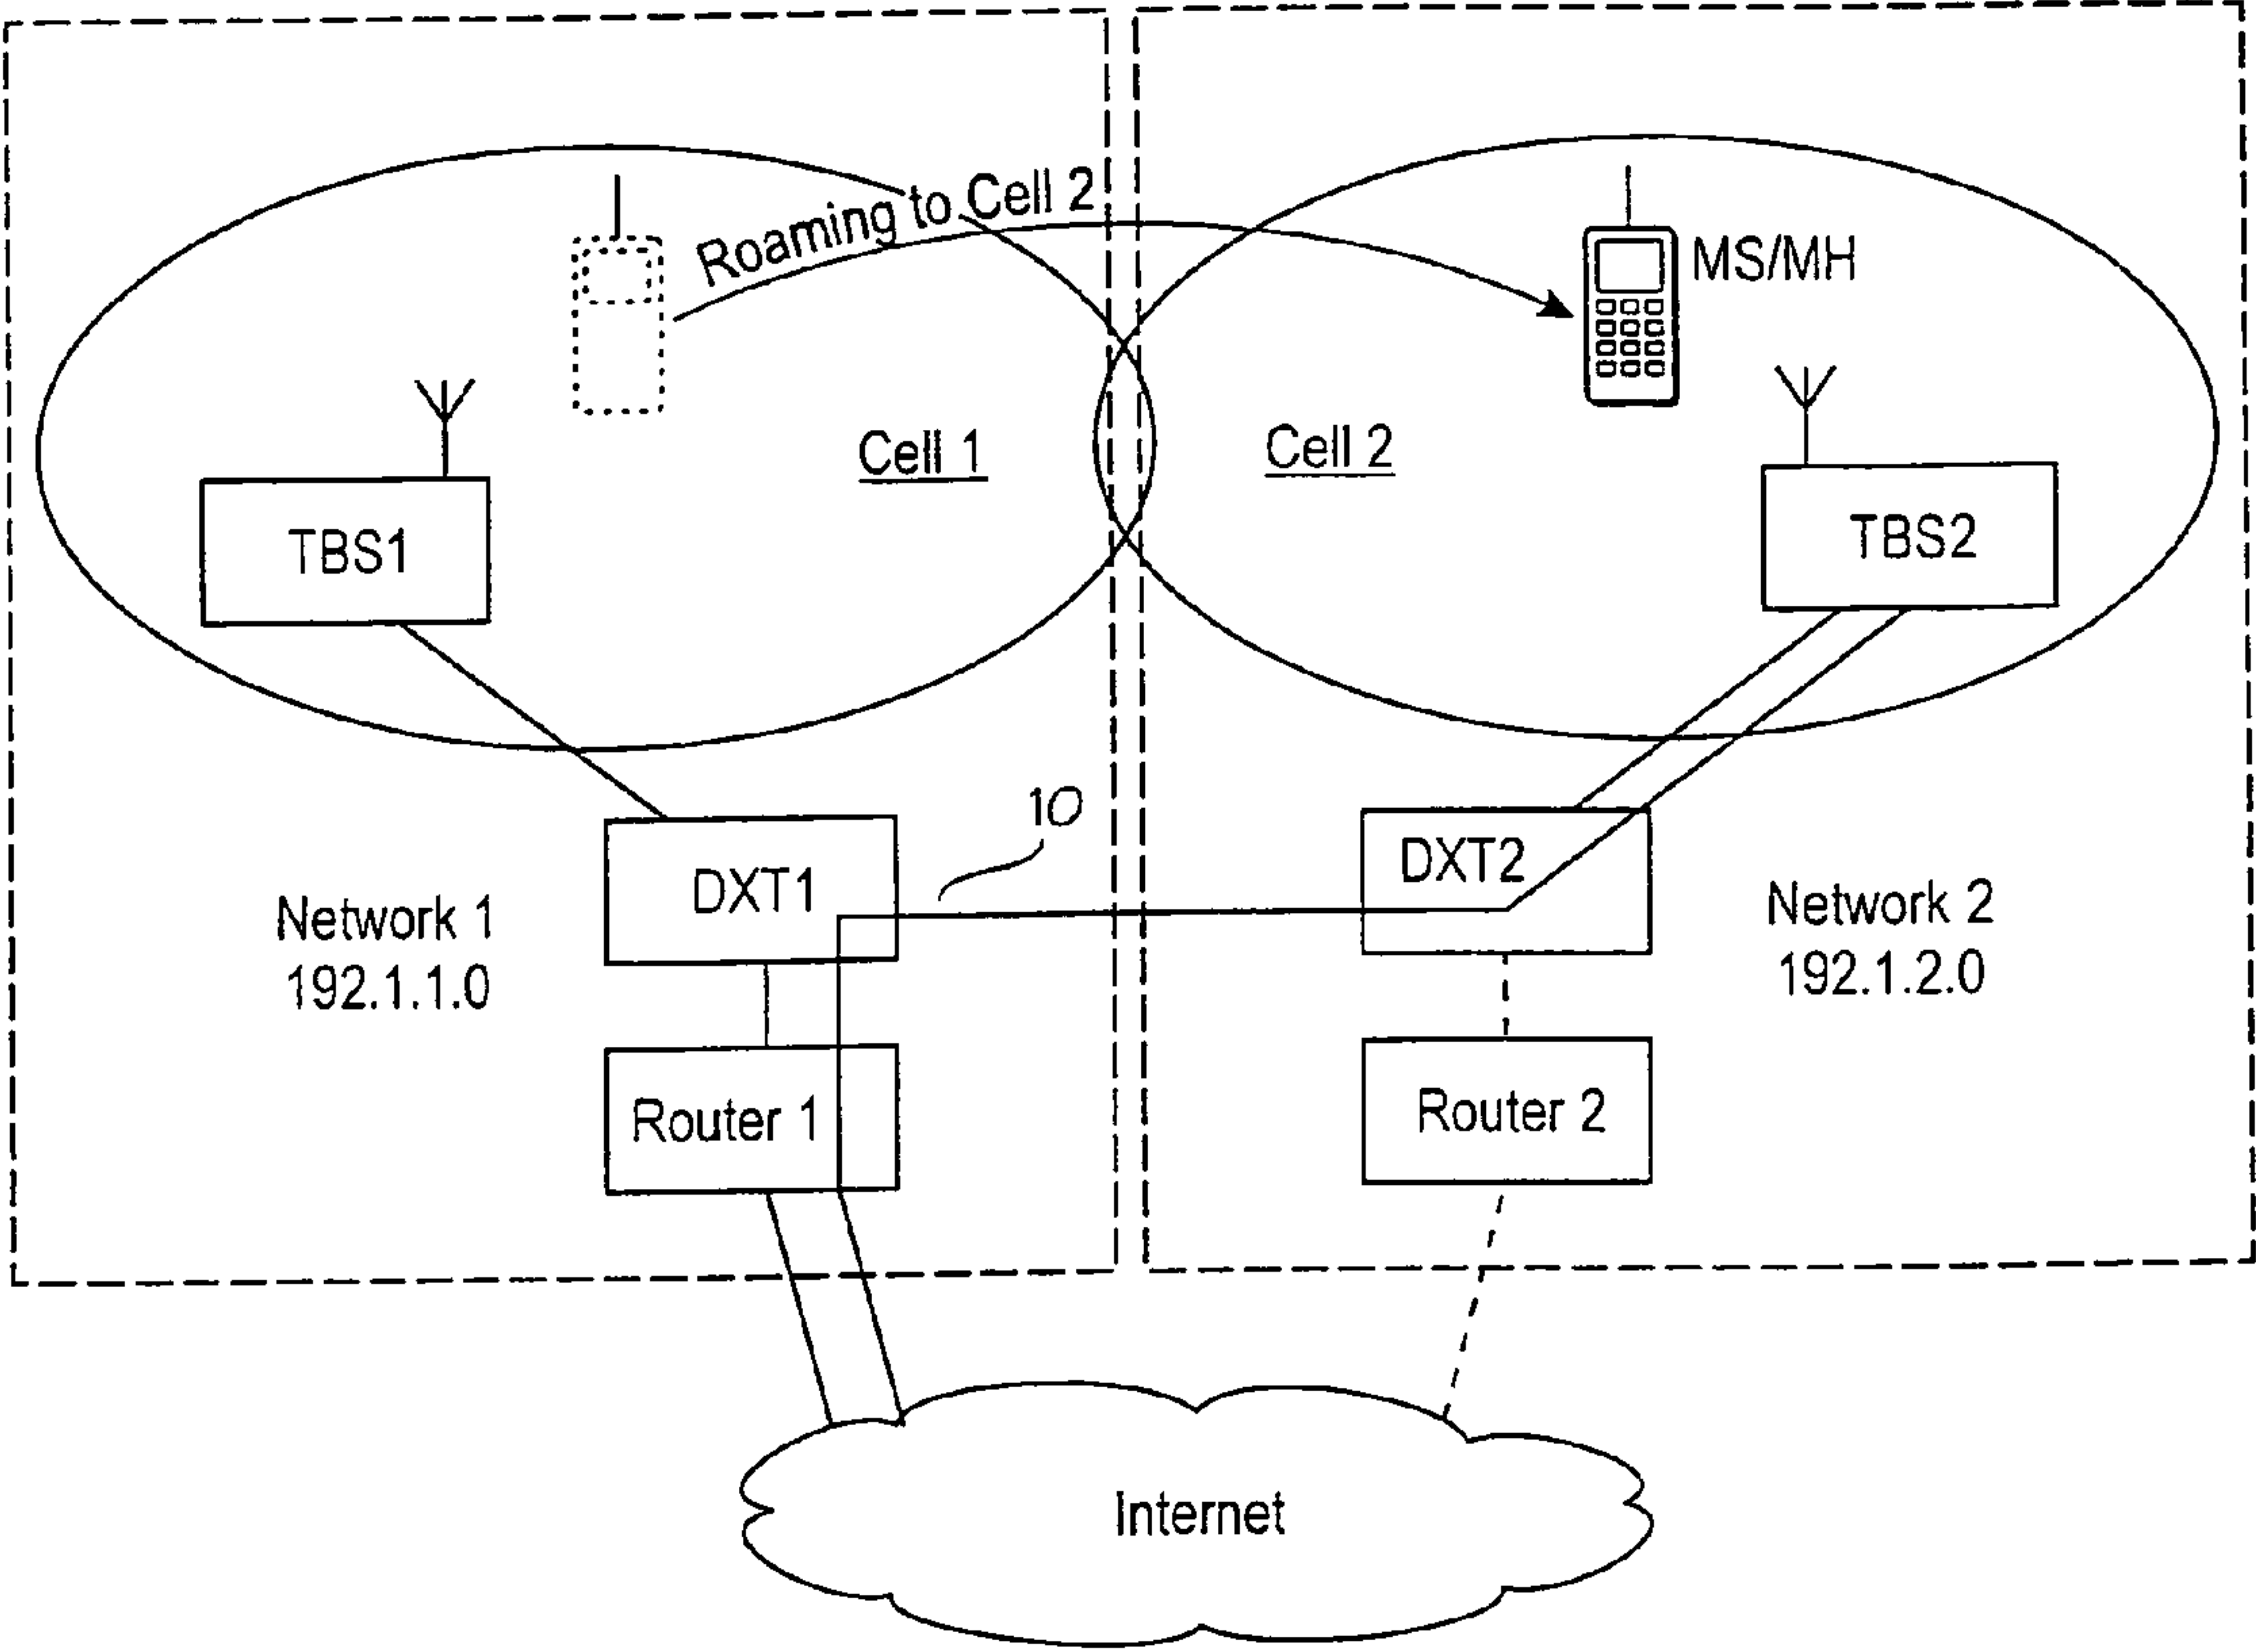 Roaming to Cell 2
MS/MH
Cell 1
Cell 2
TBS1
TBS2
10
DXT1
DXT2
Network 1
192.1.1.0
Network 2
192.1.2.0
Router 1
Router 2
Internet